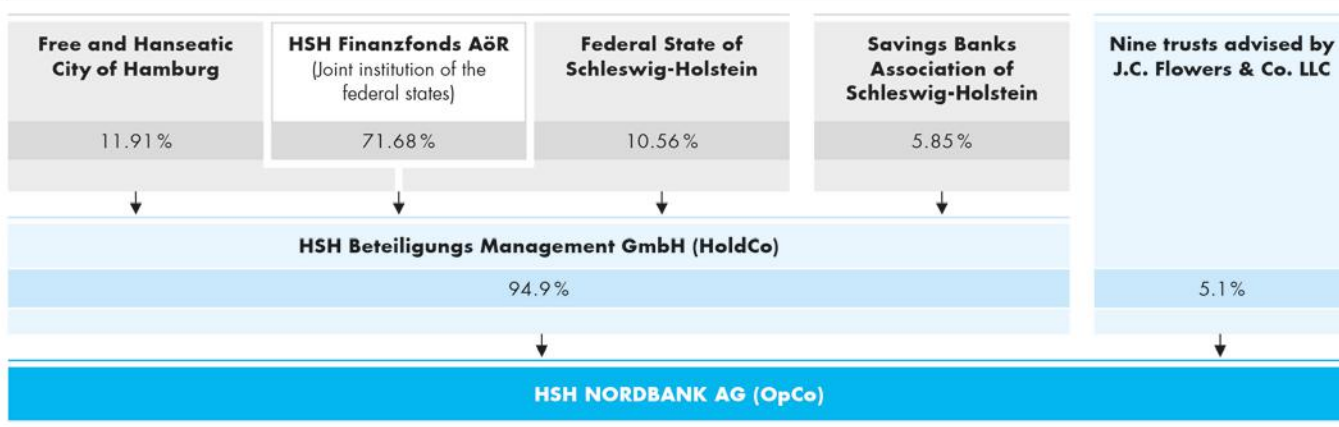 Free and Hanseatic
City of Hamburg
11.91%
HSH Finanzfonds AöR
(Joint institution of the
federal states)
71.68%
Federal State of
Schleswig-Holstein
10.56%
Savings Banks
Association of
Schleswig-Holstein
5.85%
Nine trusts advised by
J.C. Flowers & Co. LLC
HSH Beteiligungs Management GmbH (HoldCo)
94.9%
5.1%
HSH NORDBANK AG (OpCo)